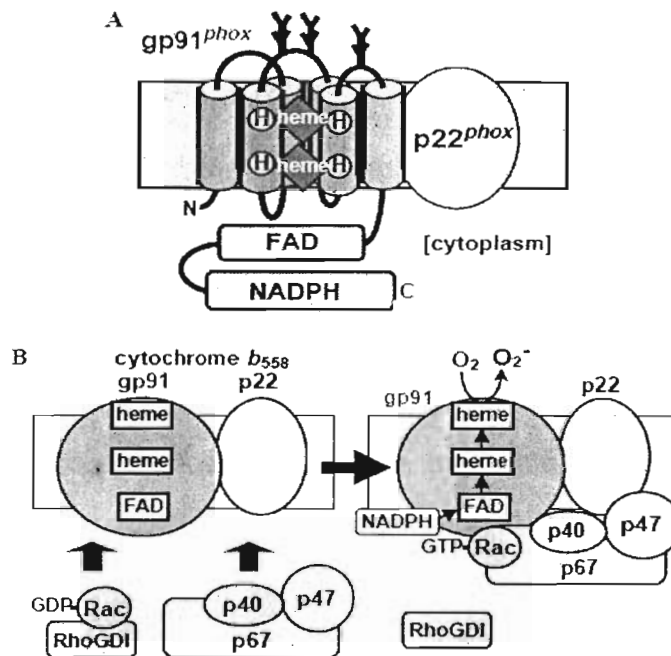 A
gp91phox
H heme H
H heme H
p22phox
N
FAD
[cytoplasm]
NADPH
C
B
cytochrome b558
gp91 p22
heme
heme
FAD
GDP Rac
RhoGDI
p40 p47
p67
O2 O2-
gp91 p22
heme
heme
FAD
NADPH
GTP Rac
p40 p47
p67
RhoGDI